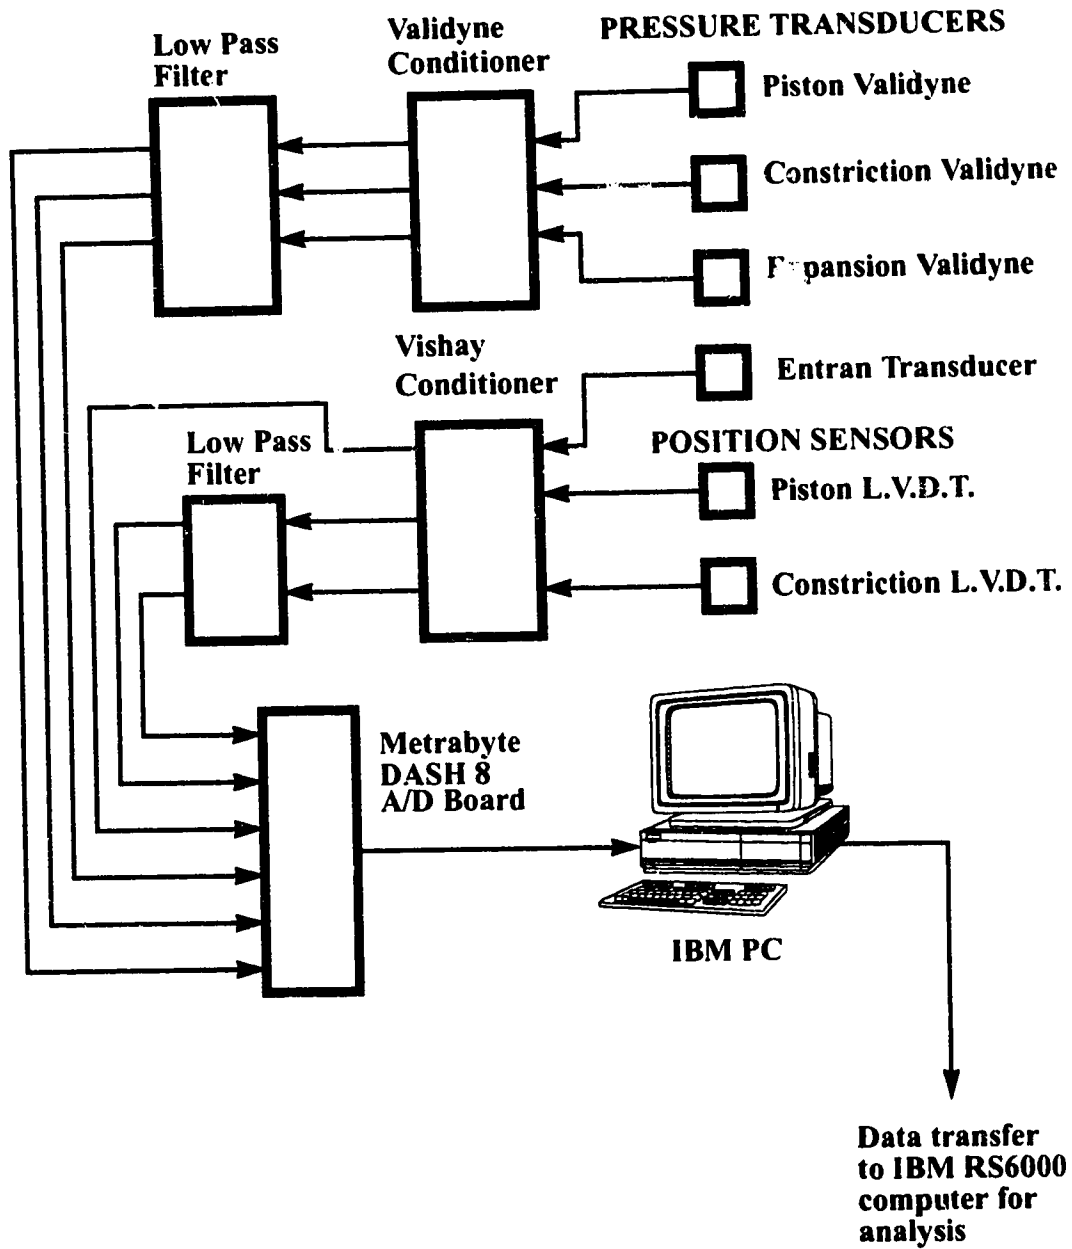 Low Pass
Filter
Validyne
Conditioner
PRESSURE TRANSDUCERS
Piston Validyne
Constriction Validyne
Expansion Validyne
Vishay
Conditioner
Entran Transducer
POSITION SENSORS
Low Pass
Filter
Piston L.V.D.T.
Constriction L.V.D.T.
Metrabyte
DASH 8
A/D Board
IBM PC
Data transfer
to IBM RS6000
computer for
analysis